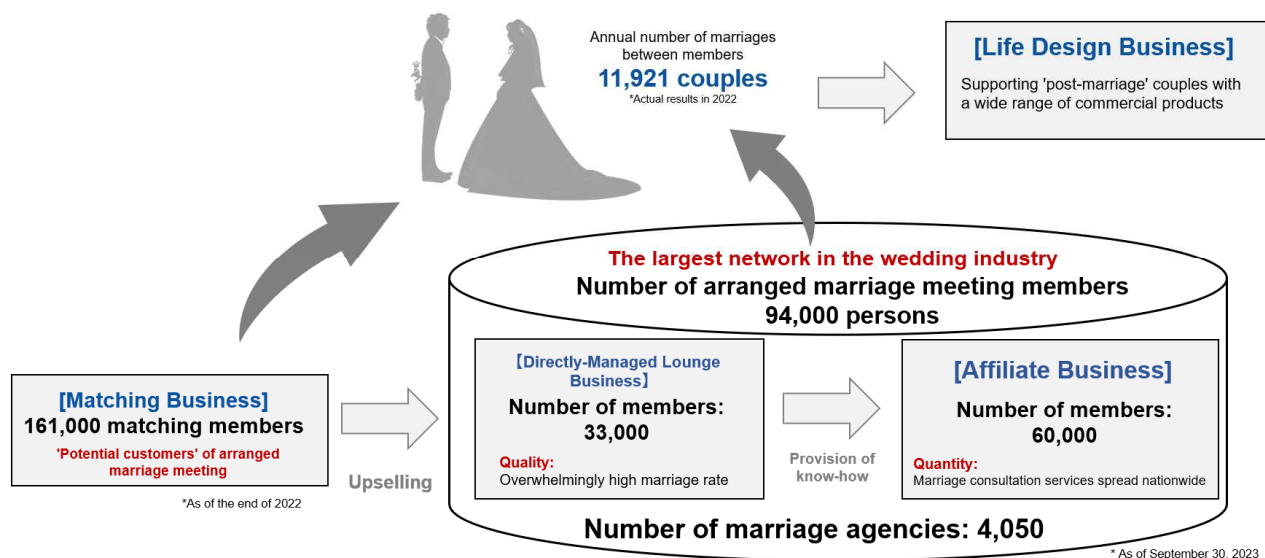 Annual number of marriages
between members
11,921 couples
*Actual results in 2022
[Life Design Business]
Supporting 'post-marriage' couples with
a wide range of commercial products
The largest network in the wedding industry
Number of arranged marriage meeting members
94,000 persons
[Matching Business]
161,000 matching members
'Potential customers' of arranged
marriage meeting
*As of the end of 2022
Upselling
【Directly-Managed Lounge
Business】
Number of members:
33,000
Quality:
Overwhelmingly high marriage rate
Provision of
know-how
[Affiliate Business]
Number of members:
60,000
Quantity:
Marriage consultation services spread nationwide
Number of marriage agencies: 4,050
* As of September 30, 2023